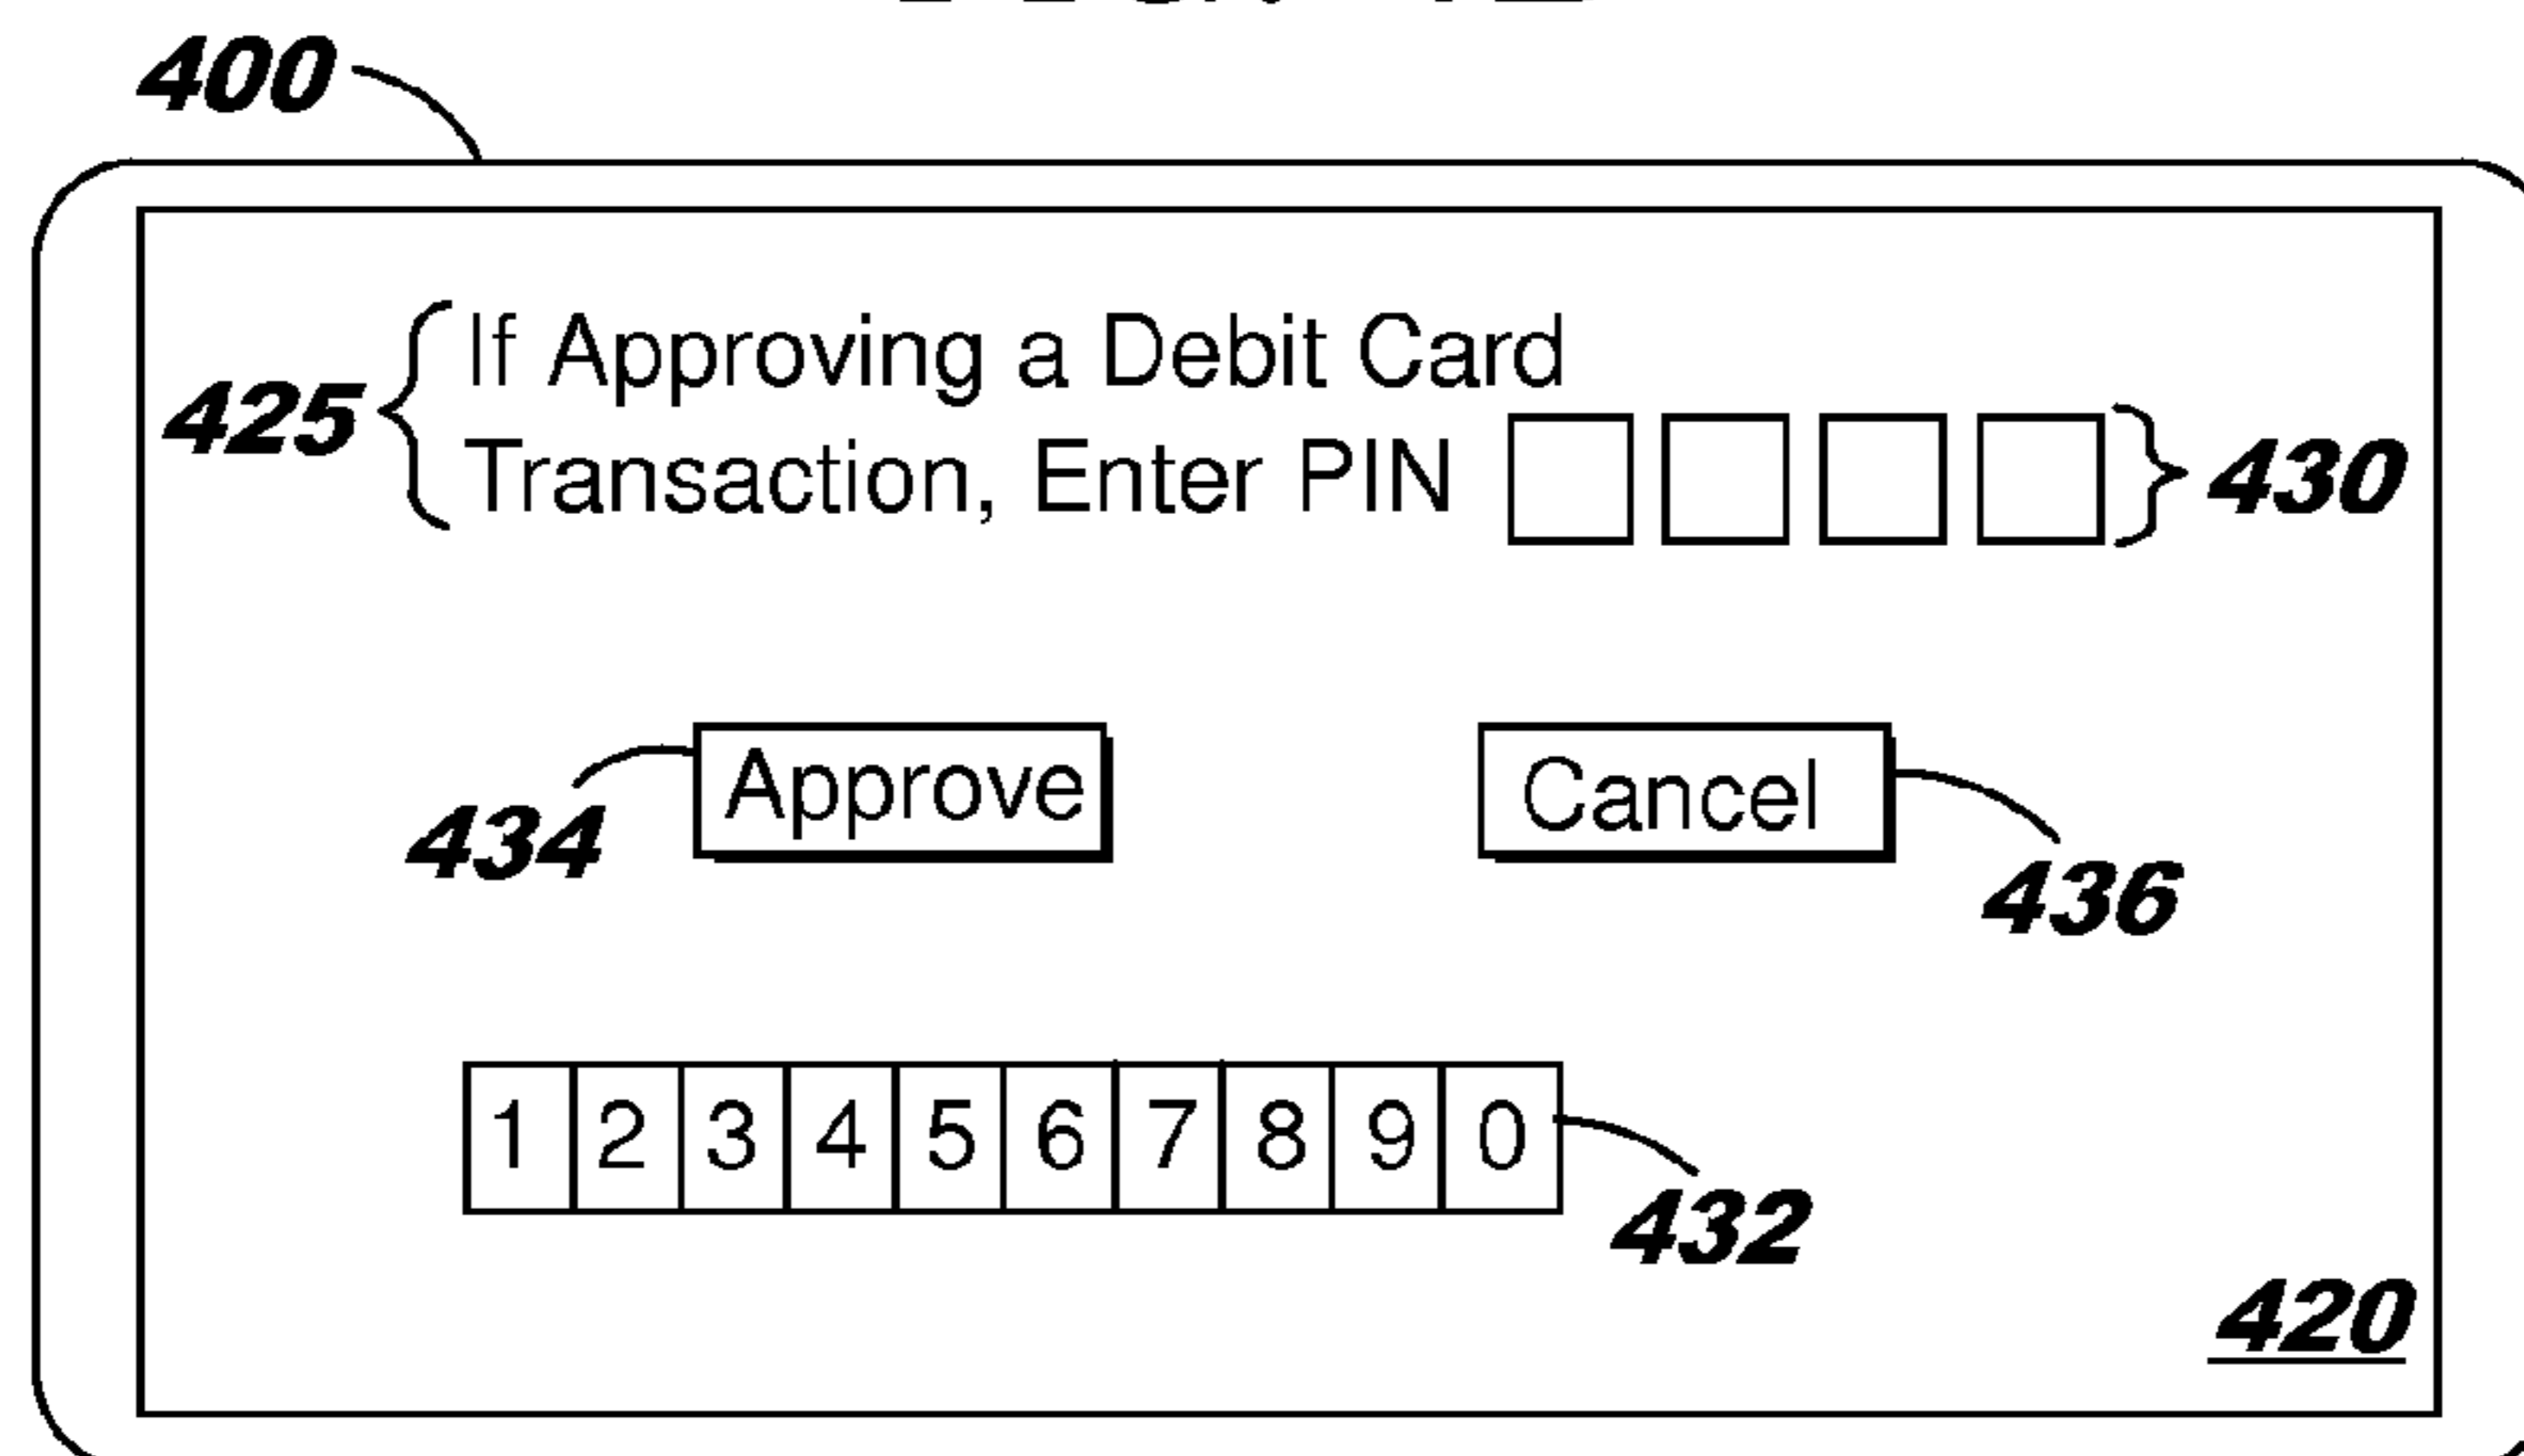 400
425 If Approving a Debit Card
Transaction, Enter PIN 430
Approve Cancel
434 436
1 2 3 4 5 6 7 8 9 0
432
420